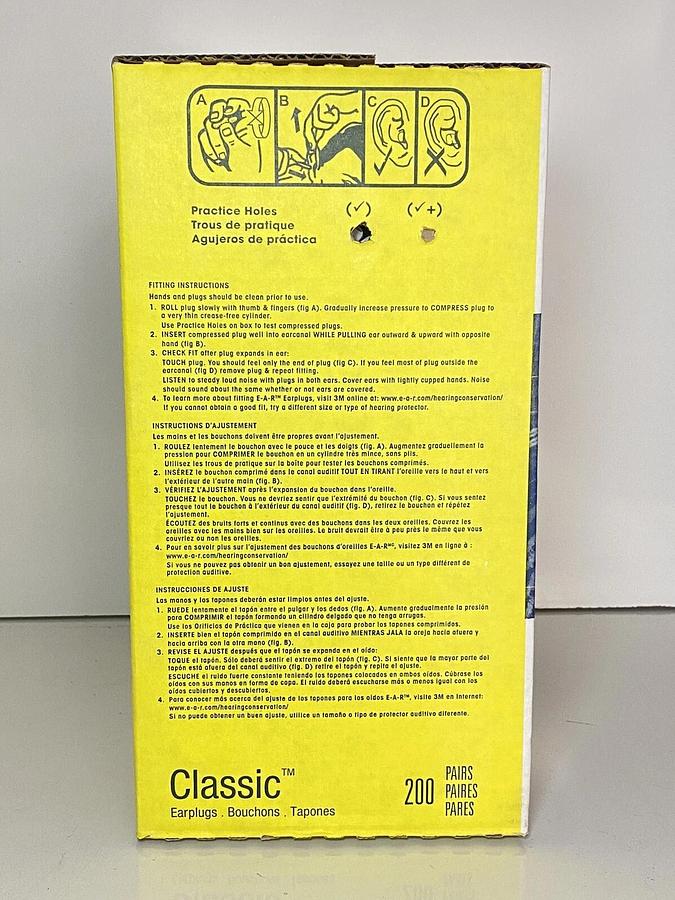 A B C D
Practice Holes (✓) (✓+)
Trous de pratique
Agujeros de práctica
FITTING INSTRUCTIONS
Hands and plugs should be clean prior to use.
1. ROLL plug slowly with thumb & fingers (fig A). Gradually increase pressure to COMPRESS plug to
a very thin crease-free cylinder.
Use Practice Holes on box to test compressed plugs.
2. INSERT compressed plug well into earcanal WHILE PULLING ear outward & upward with opposite
hand (fig B).
3. CHECK FIT after plug expands in ear:
TOUCH plug. You should feel only the end of plug (fig C). If you feel most of plug outside the
earcanal (fig D) remove plug & repeat fitting.
LISTEN to steady loud noise with plugs in both ears. Cover ears with tightly cupped hands. Noise
should sound about the same whether or not ears are covered.
4. To learn more about fitting E-A-R™ Earplugs, visit 3M online at: www.e-a-r.com/hearingconservation/
If you cannot obtain a good fit, try a different size or type of hearing protector.
INSTRUCTIONS D'AJUSTEMENT
Les mains et les bouchons doivent être propres avant l'ajustement.
1. ROULEZ lentement le bouchon avec le pouce et les doigts (fig. A). Augmentez graduellement la
pression pour COMPRIMER le bouchon en un cylindre très mince, sans plis.
Utilisez les trous de pratique sur la boîte pour tester les bouchons comprimés.
2. INSÉREZ le bouchon comprimé dans le canal auditif TOUT EN TIRANT l'oreille vers le haut et vers
l'extérieur de l'autre main (fig. B).
3. VÉRIFIEZ L'AJUSTEMENT après l'expansion du bouchon dans l'oreille.
TOUCHEZ le bouchon. Vous ne devriez sentir que l'extrémité du bouchon (fig. C). Si vous sentez
presque tout le bouchon à l'extérieur du canal auditif (fig. D), retirez le bouchon et répétez
l'ajustement.
ÉCOUTEZ des bruits forts et continus avec des bouchons dans les deux oreilles. Couvrez les
oreilles avec les mains bien sur les oreilles. Le bruit devrait être à peu près le même que vous
couvriez ou non les oreilles.
4. Pour en savoir plus sur l'ajustement des bouchons d'oreilles E-A-Rᴹᶜ, visitez 3M en ligne à :
www.e-a-r.com/hearingconservation/
Si vous ne pouvez pas obtenir un bon ajustement, essayez une taille ou un type différent de
protection auditive.
INSTRUCCIONES DE AJUSTE
Las manos y los tapones deberán estar limpios antes del ajuste.
1. RUEDE lentamente el tapón entre el pulgar y los dedos (fig. A). Aumente gradualmente la presión
para COMPRIMIR el tapón formando un cilindro delgado que no tenga arrugas.
Use los Orificios de Práctica que vienen en la caja para probar los tapones comprimidos.
2. INSERTE bien el tapón comprimido en el canal auditivo MIENTRAS JALA la oreja hacia afuera y
hacia arriba con la otra mano (fig. B).
3. REVISE EL AJUSTE después que el tapón se expanda en el oído:
TOQUE el tapón. Sólo deberá sentir el extremo del tapón (fig. C). Si siente que la mayor parte del
tapón está afuera del canal auditivo (fig. D) retire el tapón y repita el ajuste.
ESCUCHE el ruido fuerte constante teniendo los tapones colocados en ambos oídos. Cúbrase los
oídos con sus manos en forma de copa. El ruido deberá escucharse más o menos igual con los
oídos cubiertos y descubiertos.
4. Para conocer más acerca del ajuste de los tapones para los oídos E-A-R™, visite 3M en Internet:
www.e-a-r.com/hearingconservation/
Si no puede obtener un buen ajuste, utilice un tamaño o tipo de protector auditivo diferente.
Classic™
Earplugs . Bouchons . Tapones
200 PAIRS
PAIRES
PARES